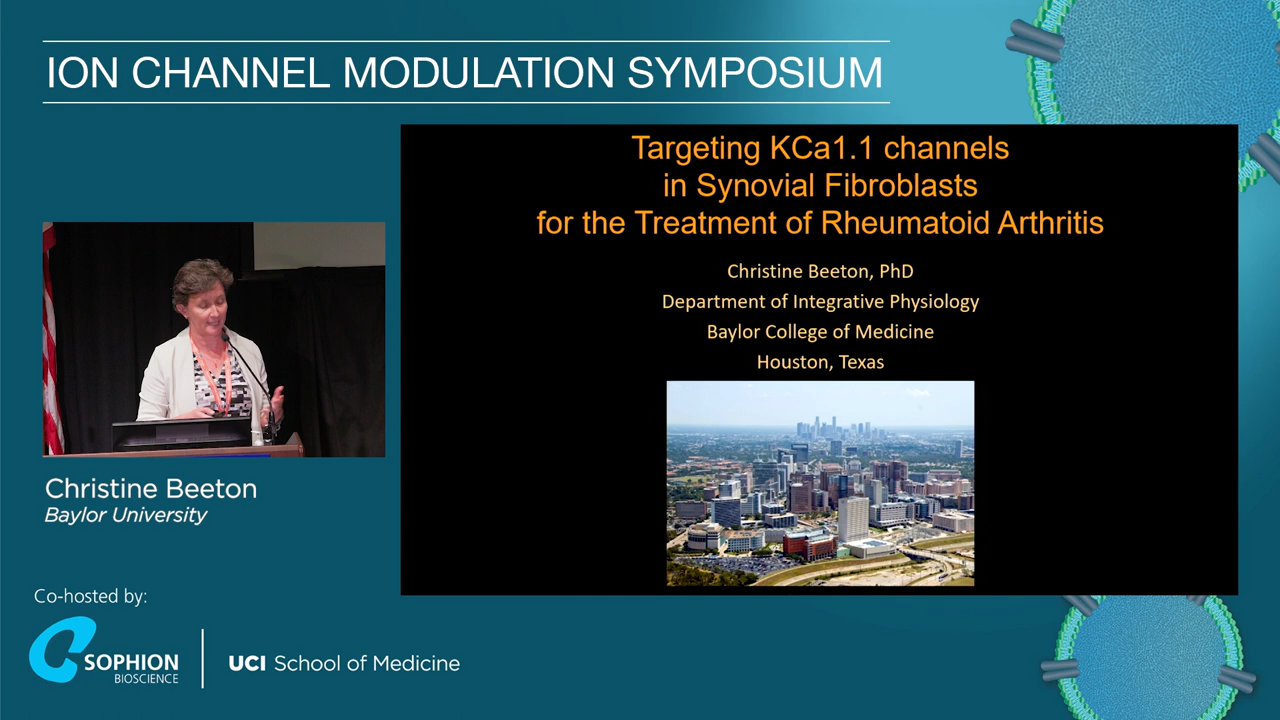 ION CHANNEL MODULATION SYMPOSIUM
Targeting KCa1.1 channels
in Synovial Fibroblasts
for the Treatment of Rheumatoid Arthritis
Christine Beeton, PhD
Department of Integrative Physiology
Baylor College of Medicine
Houston, Texas
Christine Beeton
Baylor University
Co-hosted by:
SOPHION
BIOSCIENCE
UCI School of Medicine